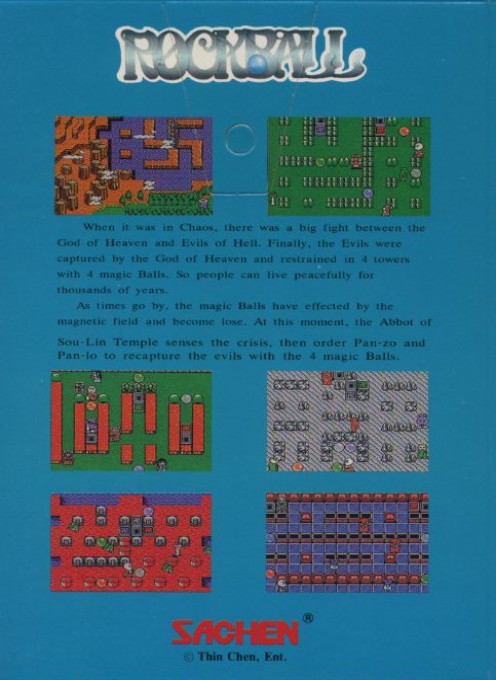 ROCKBALL
When it was in Chaos, there was a big fight between the
God of Heaven and Evils of Hell. Finally, the Evils were
captured by the God of Heaven and restrained in 4 towers
with 4 magic Balls. So people can live peacefully for
thousands of years.
As times go by, the magic Balls have effected by the
magnetic field and become lose. At this moment, the Abbot of
Sou-Lin Temple senses the crisis, then order Pan-zo and
Pan-lo to recapture the evils with the 4 magic Balls.
SACHEN®
© Thin Chen, Ent.